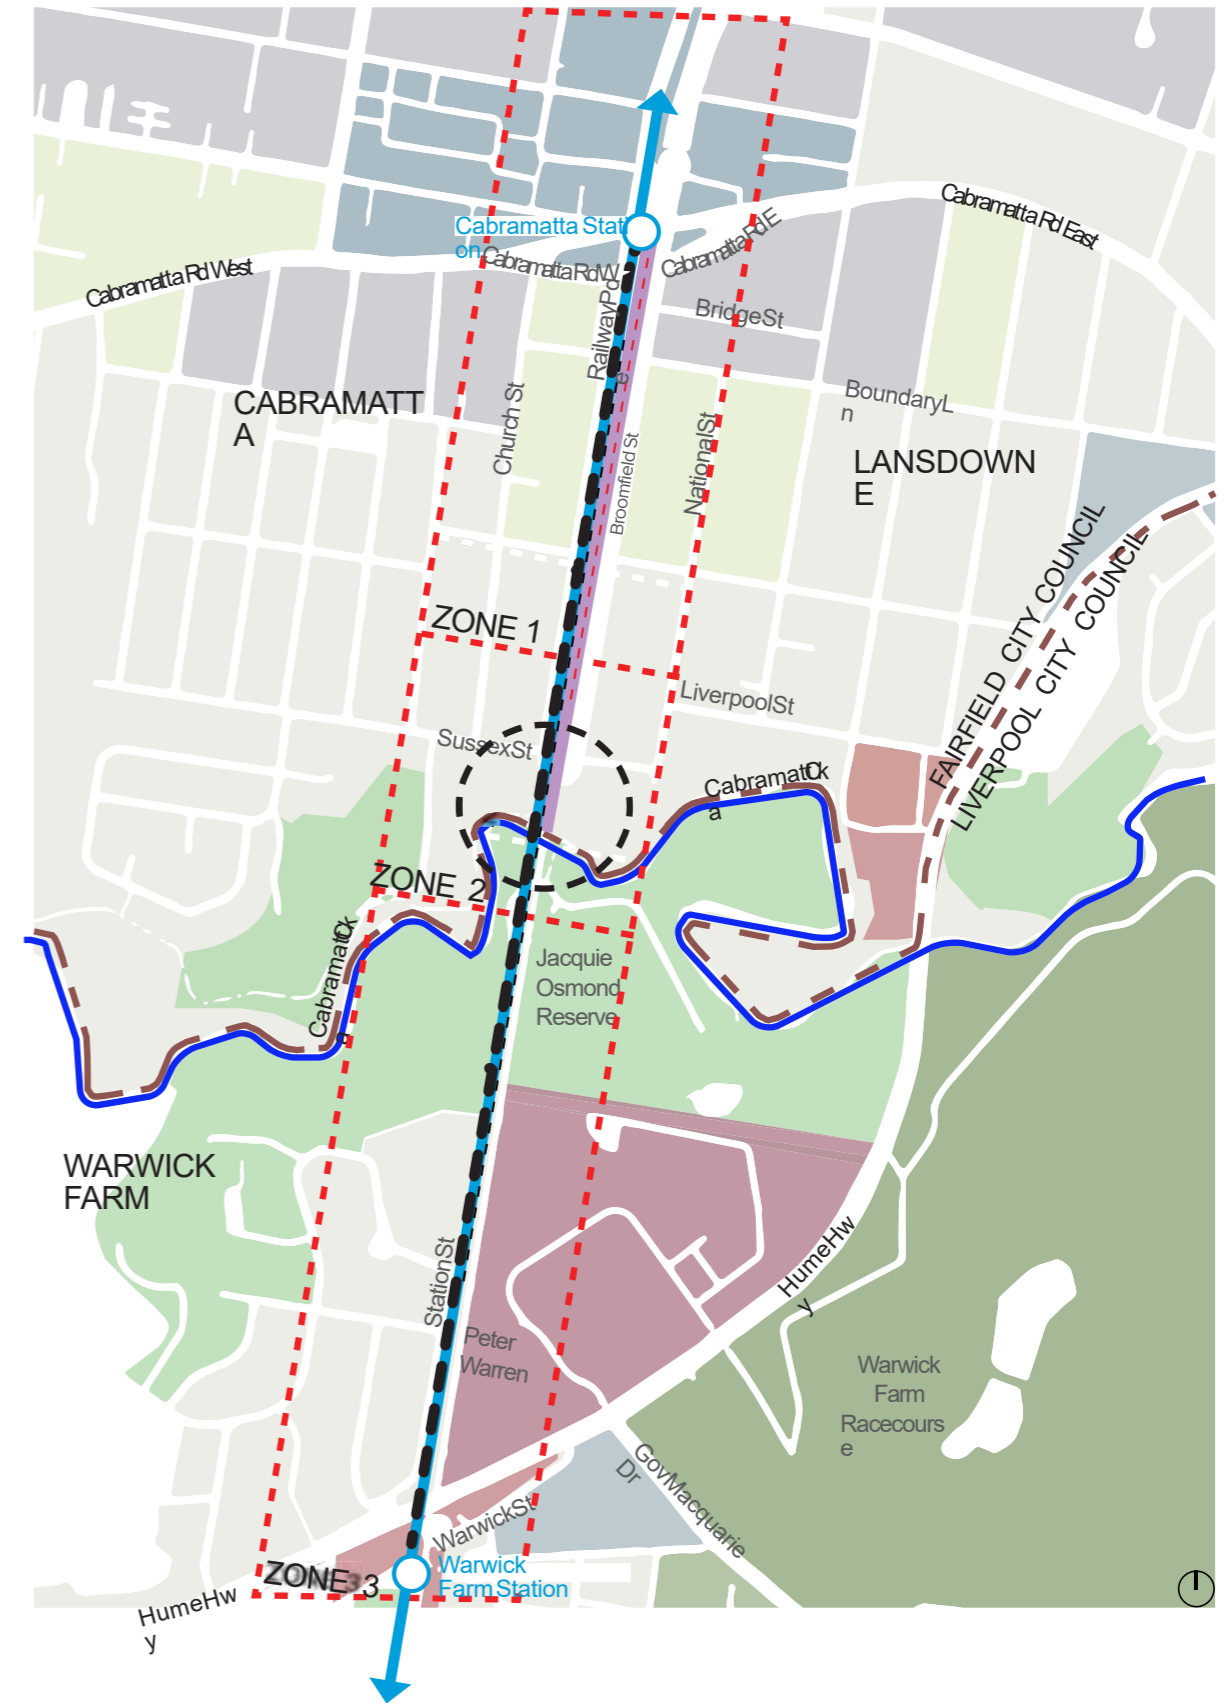 Cabramatta Rd East
Cabramatta Stati
on
Cabramatta Rd E
Cabramatta Rd W
Cabramatta Rd West
Railway Pd
e
Bridge St
CABRAMATT
A
Church St
Boundary L
n
National St
Broomfield St
LANSDOWN
E
FAIRFIELD CITY COUNCIL
LIVERPOOL CITY COUNCIL
ZONE 1
Liverpool St
Sussex St
Cabramatt Ck
a
ZONE 2
Cabramatt Ck
a
Jacquie
Osmond
Reserve
WARWICK
FARM
Station St
Hume Hw
y
Peter
Warren
Warwick
Farm
Racecours
e
Gov Macquarie
Dr
Warwick St
Warwick
Farm Station
ZONE 3
Hume Hw
y